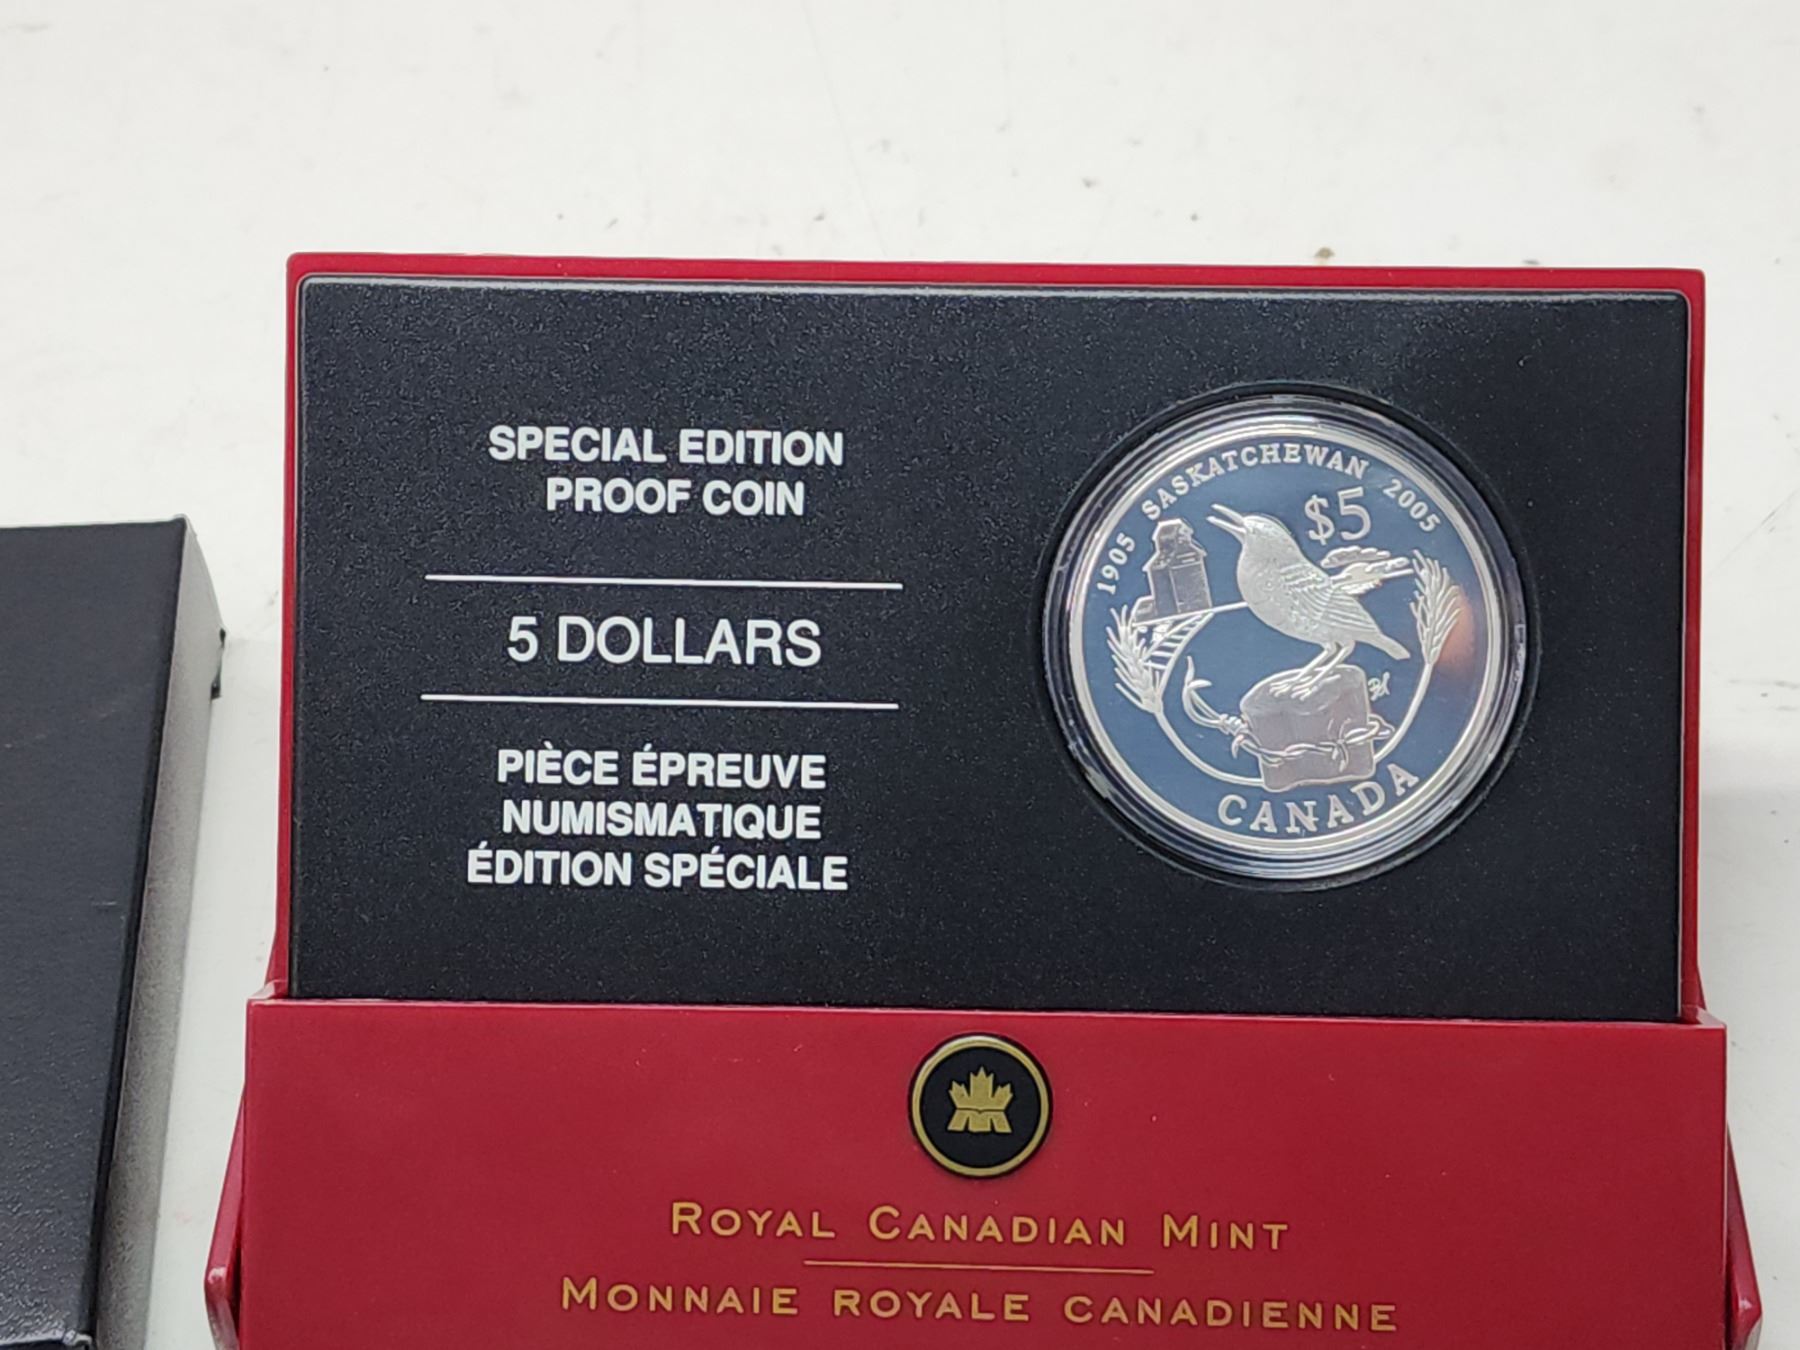 SPECIAL EDITION
PROOF COIN
5 DOLLARS
PIÈCE ÉPREUVE
NUMISMATIQUE
ÉDITION SPÉCIALE
1905 SASKATCHEWAN 2005
$5
CANADA
ROYAL CANADIAN MINT
MONNAIE ROYALE CANADIENNE